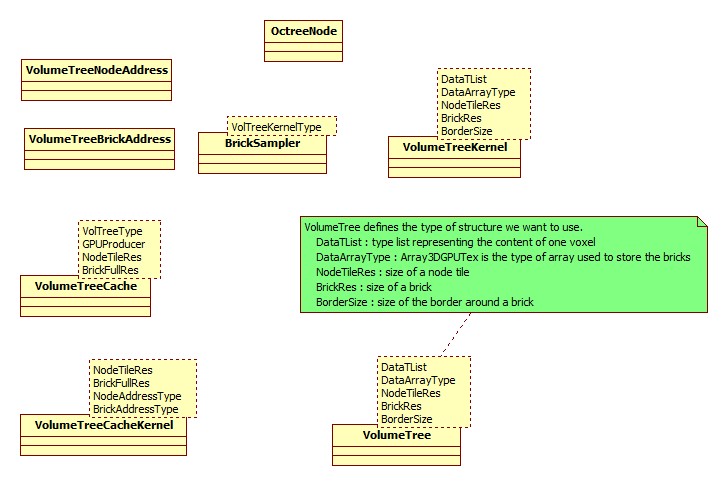 OctreeNode
VolumeTreeNodeAddress
DataTList
DataArrayType
NodeTileRes
BrickRes
BorderSize
VolumeTreeKernel
VolTreeKernelType
BrickSampler
VolumeTreeBrickAddress
VolTreeType
GPUProducer
NodeTileRes
BrickFullRes
VolumeTreeCache
VolumeTree defines the type of structure we want to use.
DataTList : type list representing the content of one voxel
DataArrayType : Array3DGPUTex is the type of array used to store the bricks
NodeTileRes : size of a node tile
BrickRes : size of a brick
BorderSize : size of the border around a brick
NodeTileRes
BrickFullRes
NodeAddressType
BrickAddressType
VolumeTreeCacheKernel
DataTList
DataArrayType
NodeTileRes
BrickRes
BorderSize
VolumeTree